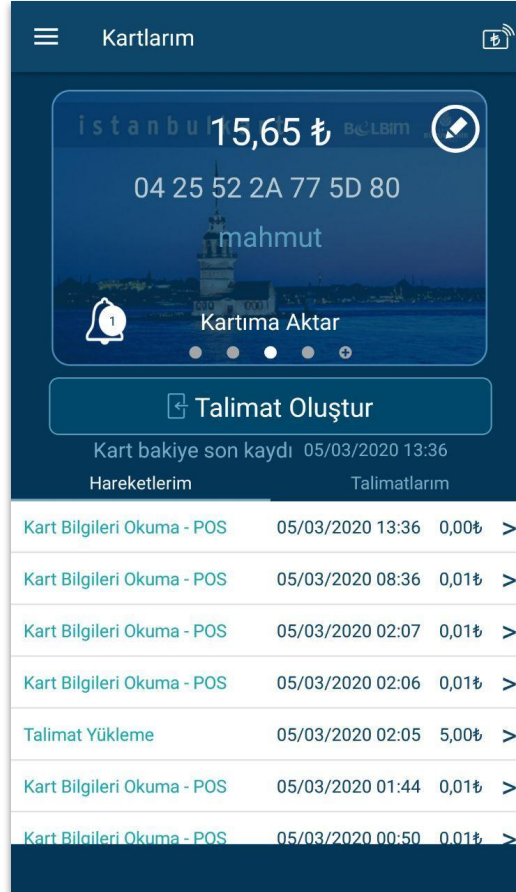 Kartlarım
istanbul
15,65 ₺
BELBİM
04 25 52 2A 77 5D 80
mahmut
1
Kartıma Aktar
Talimat Oluştur
Kart bakiye son kaydı 05/03/2020 13:36
Hareketlerim Talimatlarım
Kart Bilgileri Okuma - POS 05/03/2020 13:36 0,00₺ >
Kart Bilgileri Okuma - POS 05/03/2020 08:36 0,01₺ >
Kart Bilgileri Okuma - POS 05/03/2020 02:07 0,01₺ >
Kart Bilgileri Okuma - POS 05/03/2020 02:06 0,01₺ >
Talimat Yükleme 05/03/2020 02:05 5,00₺ >
Kart Bilgileri Okuma - POS 05/03/2020 01:44 0,01₺ >
Kart Bilgileri Okuma - POS 05/03/2020 00:50 0,01₺ >